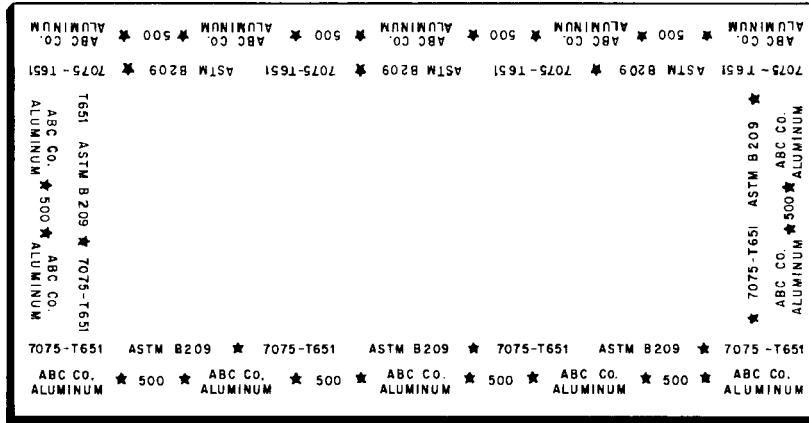 7075-T651 ASTM B209 ★ 7075-T651 ASTM B209 ★ 7075-T651 ASTM B209 ★ 7075-T651
ABC CO. ★ 500 ★ ABC CO. ★ 500 ★ ABC CO. ★ 500 ★ ABC CO. ★ 500 ★ ABC CO.
ALUMINUM ALUMINUM ALUMINUM ALUMINUM ALUMINUM
T651 ASTM B209 ★ 7075-T651
ABC CO. ★ 500 ★ ABC CO.
ALUMINUM ALUMINUM
★ 7075-T651 ASTM B209 ★
ABC CO. ★ 500 ★ ABC CO.
ALUMINUM ALUMINUM
7075-T651 ASTM B209 ★ 7075-T651 ASTM B209 ★ 7075-T651 ASTM B209 ★ 7075-T651
ABC CO. ★ 500 ★ ABC CO. ★ 500 ★ ABC CO. ★ 500 ★ ABC CO. ★ 500 ★ ABC CO.
ALUMINUM ALUMINUM ALUMINUM ALUMINUM ALUMINUM